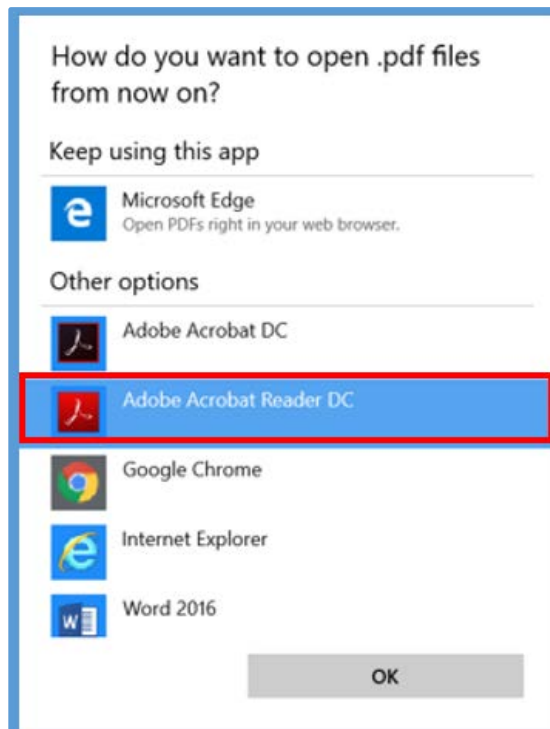 How do you want to open .pdf files
from now on?
Keep using this app
Microsoft Edge
Open PDFs right in your web browser.
Other options
Adobe Acrobat DC
Adobe Acrobat Reader DC
Google Chrome
Internet Explorer
Word 2016
OK